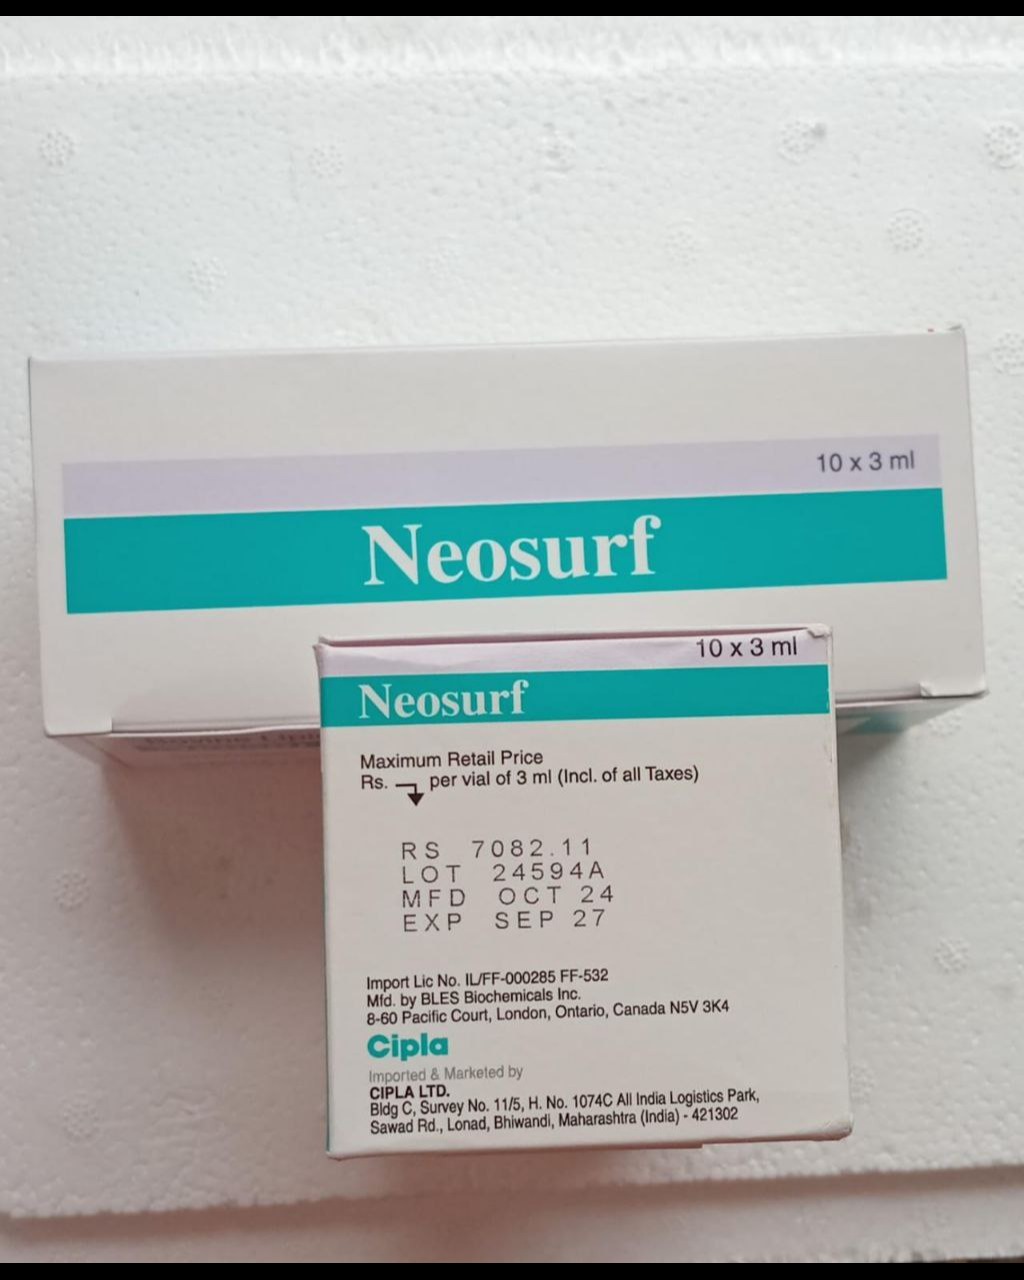 10 x 3 ml
Neosurf
10 x 3 ml
Neosurf
Maximum Retail Price
Rs. per vial of 3 ml (Incl. of all Taxes)
RS 7082.11
LOT 24594A
MFD OCT 24
EXP SEP 27
Import Lic No. IL/FF-000285 FF-532
Mfd. by BLES Biochemicals Inc.
8-60 Pacific Court, London, Ontario, Canada N5V 3K4
Cipla
Imported & Marketed by
CIPLA LTD.
Bldg C, Survey No. 11/5, H. No. 1074C All India Logistics Park,
Sawad Rd., Lonad, Bhiwandi, Maharashtra (India) - 421302